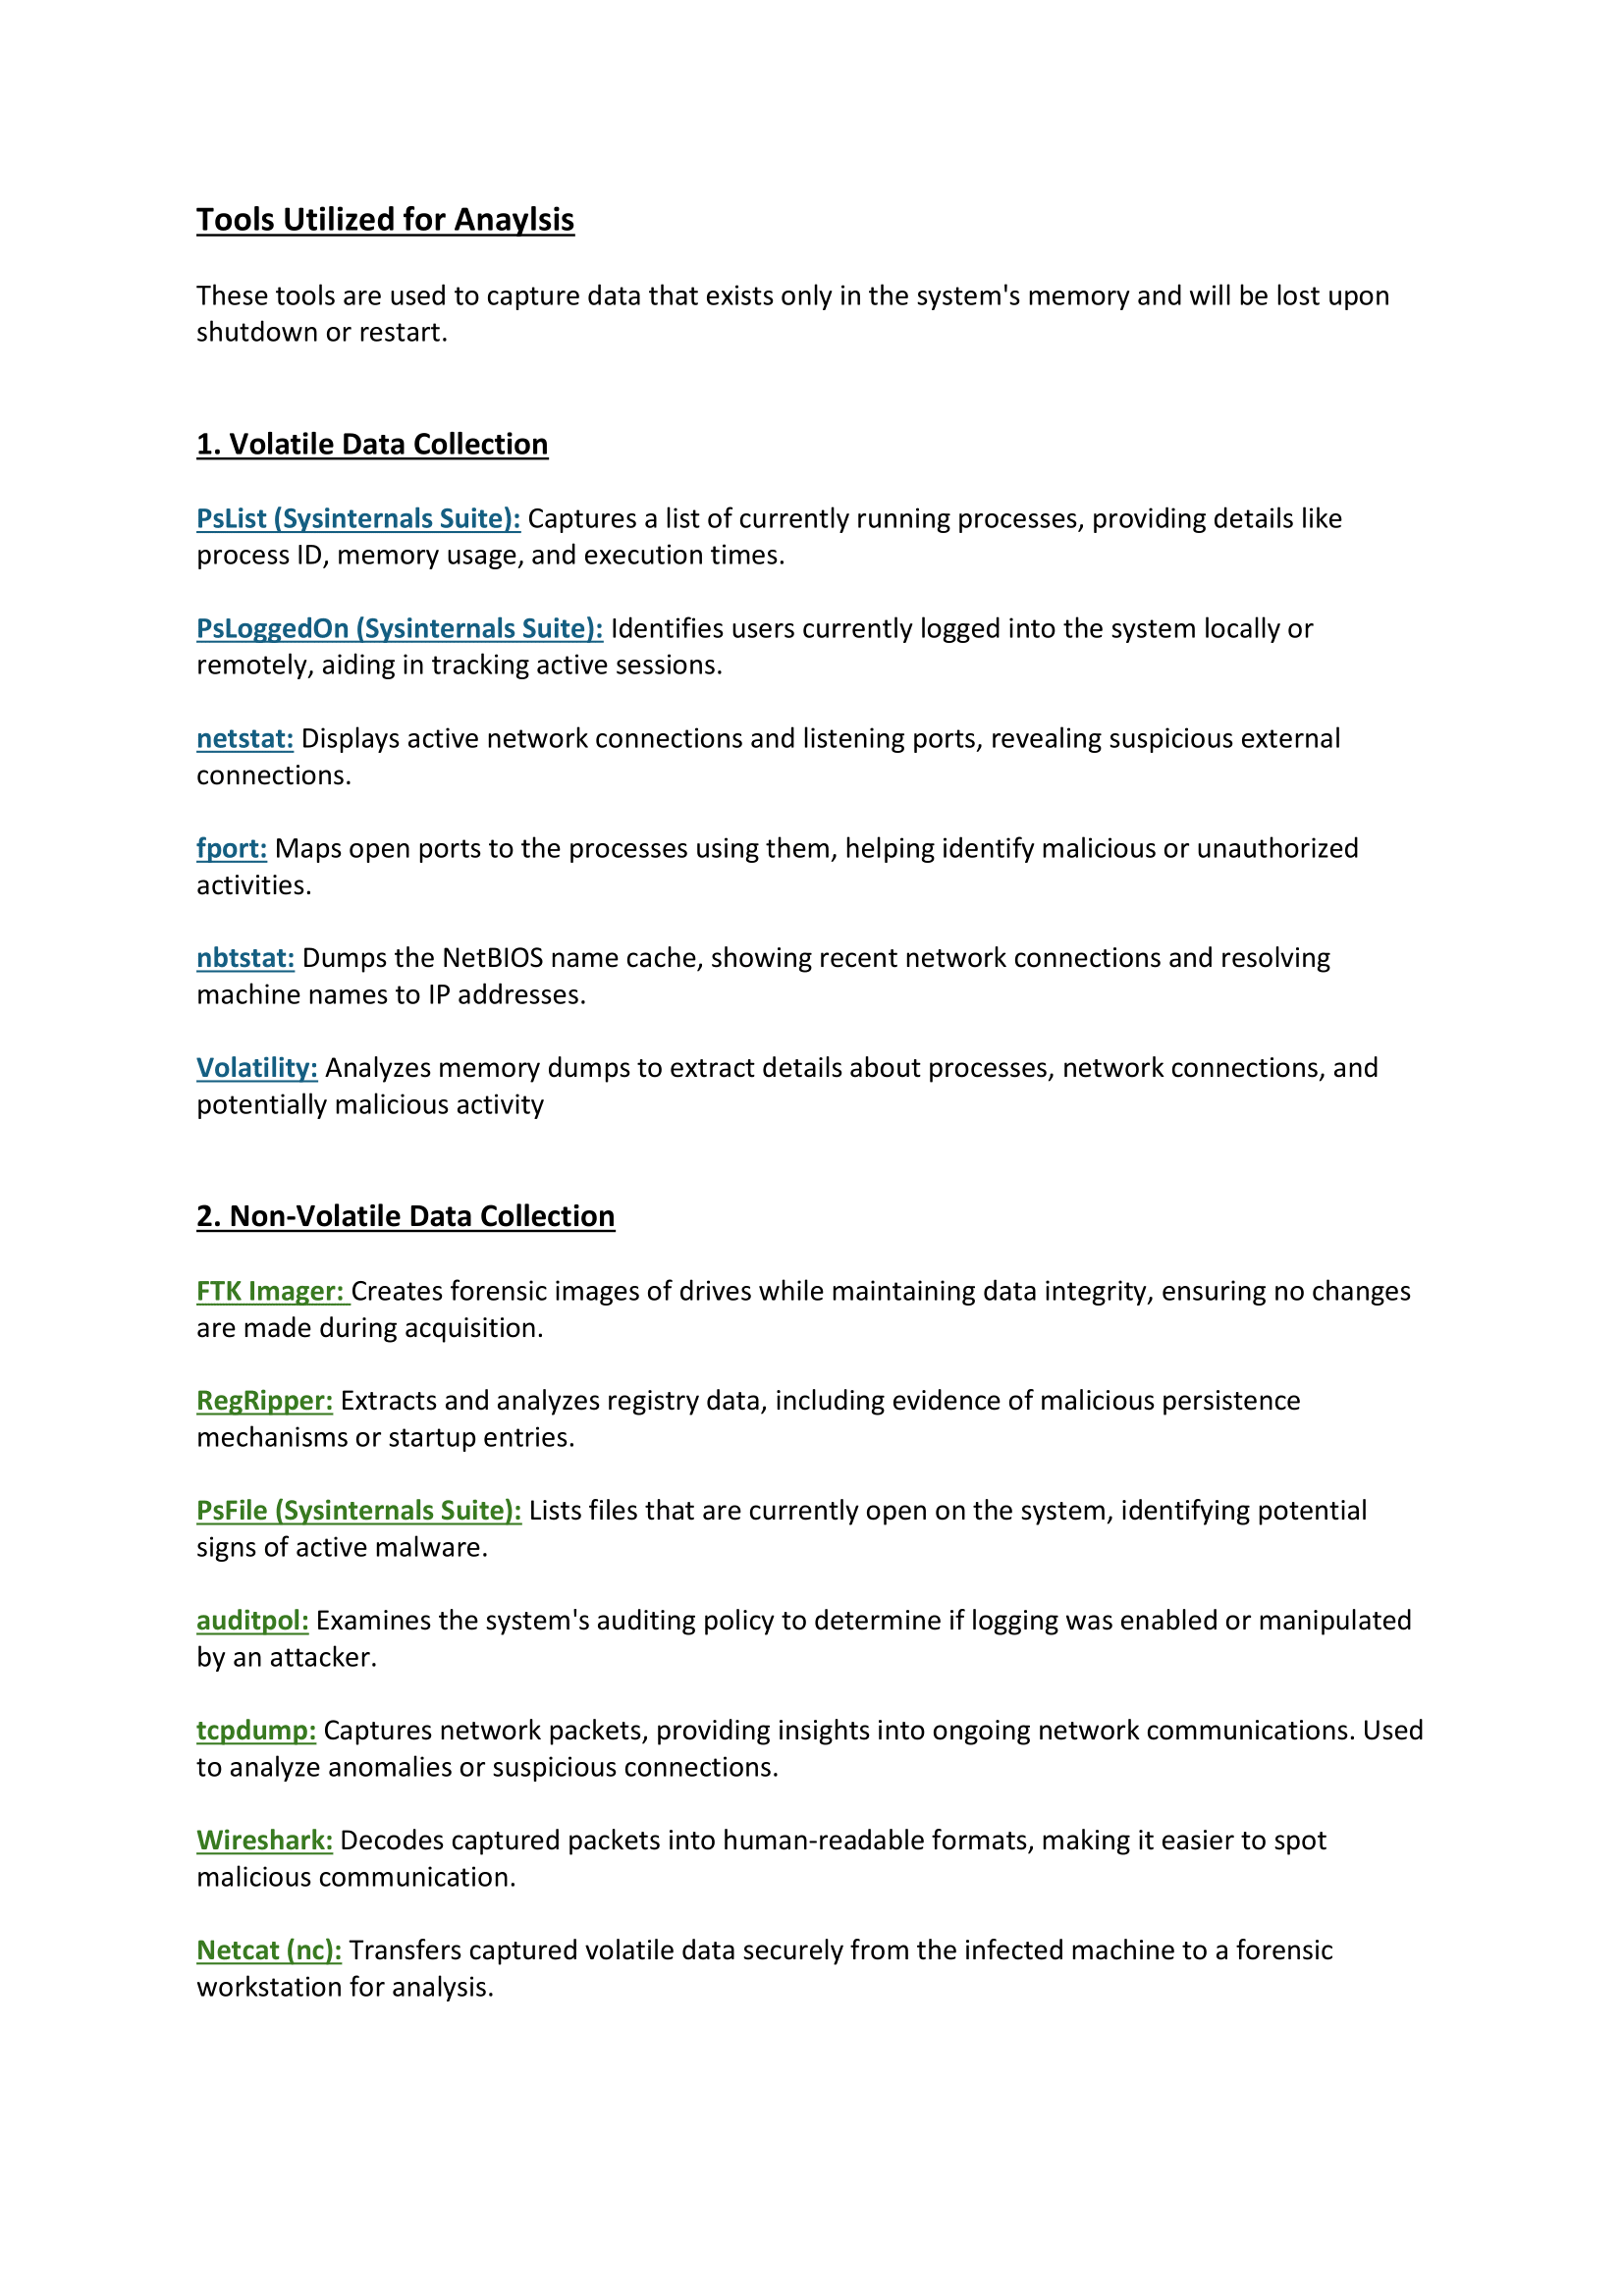 Tools Utilized for Anaylsis
These tools are used to capture data that exists only in the system's memory and will be lost upon
shutdown or restart.
1. Volatile Data Collection
PsList (Sysinternals Suite): Captures a list of currently running processes, providing details like
process ID, memory usage, and execution times.
PsLoggedOn (Sysinternals Suite): Identifies users currently logged into the system locally or
remotely, aiding in tracking active sessions.
netstat: Displays active network connections and listening ports, revealing suspicious external
connections.
fport: Maps open ports to the processes using them, helping identify malicious or unauthorized
activities.
nbtstat: Dumps the NetBIOS name cache, showing recent network connections and resolving
machine names to IP addresses.
Volatility: Analyzes memory dumps to extract details about processes, network connections, and
potentially malicious activity
2. Non-Volatile Data Collection
FTK Imager: Creates forensic images of drives while maintaining data integrity, ensuring no changes
are made during acquisition.
RegRipper: Extracts and analyzes registry data, including evidence of malicious persistence
mechanisms or startup entries.
PsFile (Sysinternals Suite): Lists files that are currently open on the system, identifying potential
signs of active malware.
auditpol: Examines the system's auditing policy to determine if logging was enabled or manipulated
by an attacker.
tcpdump: Captures network packets, providing insights into ongoing network communications. Used
to analyze anomalies or suspicious connections.
Wireshark: Decodes captured packets into human-readable formats, making it easier to spot
malicious communication.
Netcat (nc): Transfers captured volatile data securely from the infected machine to a forensic
workstation for analysis.